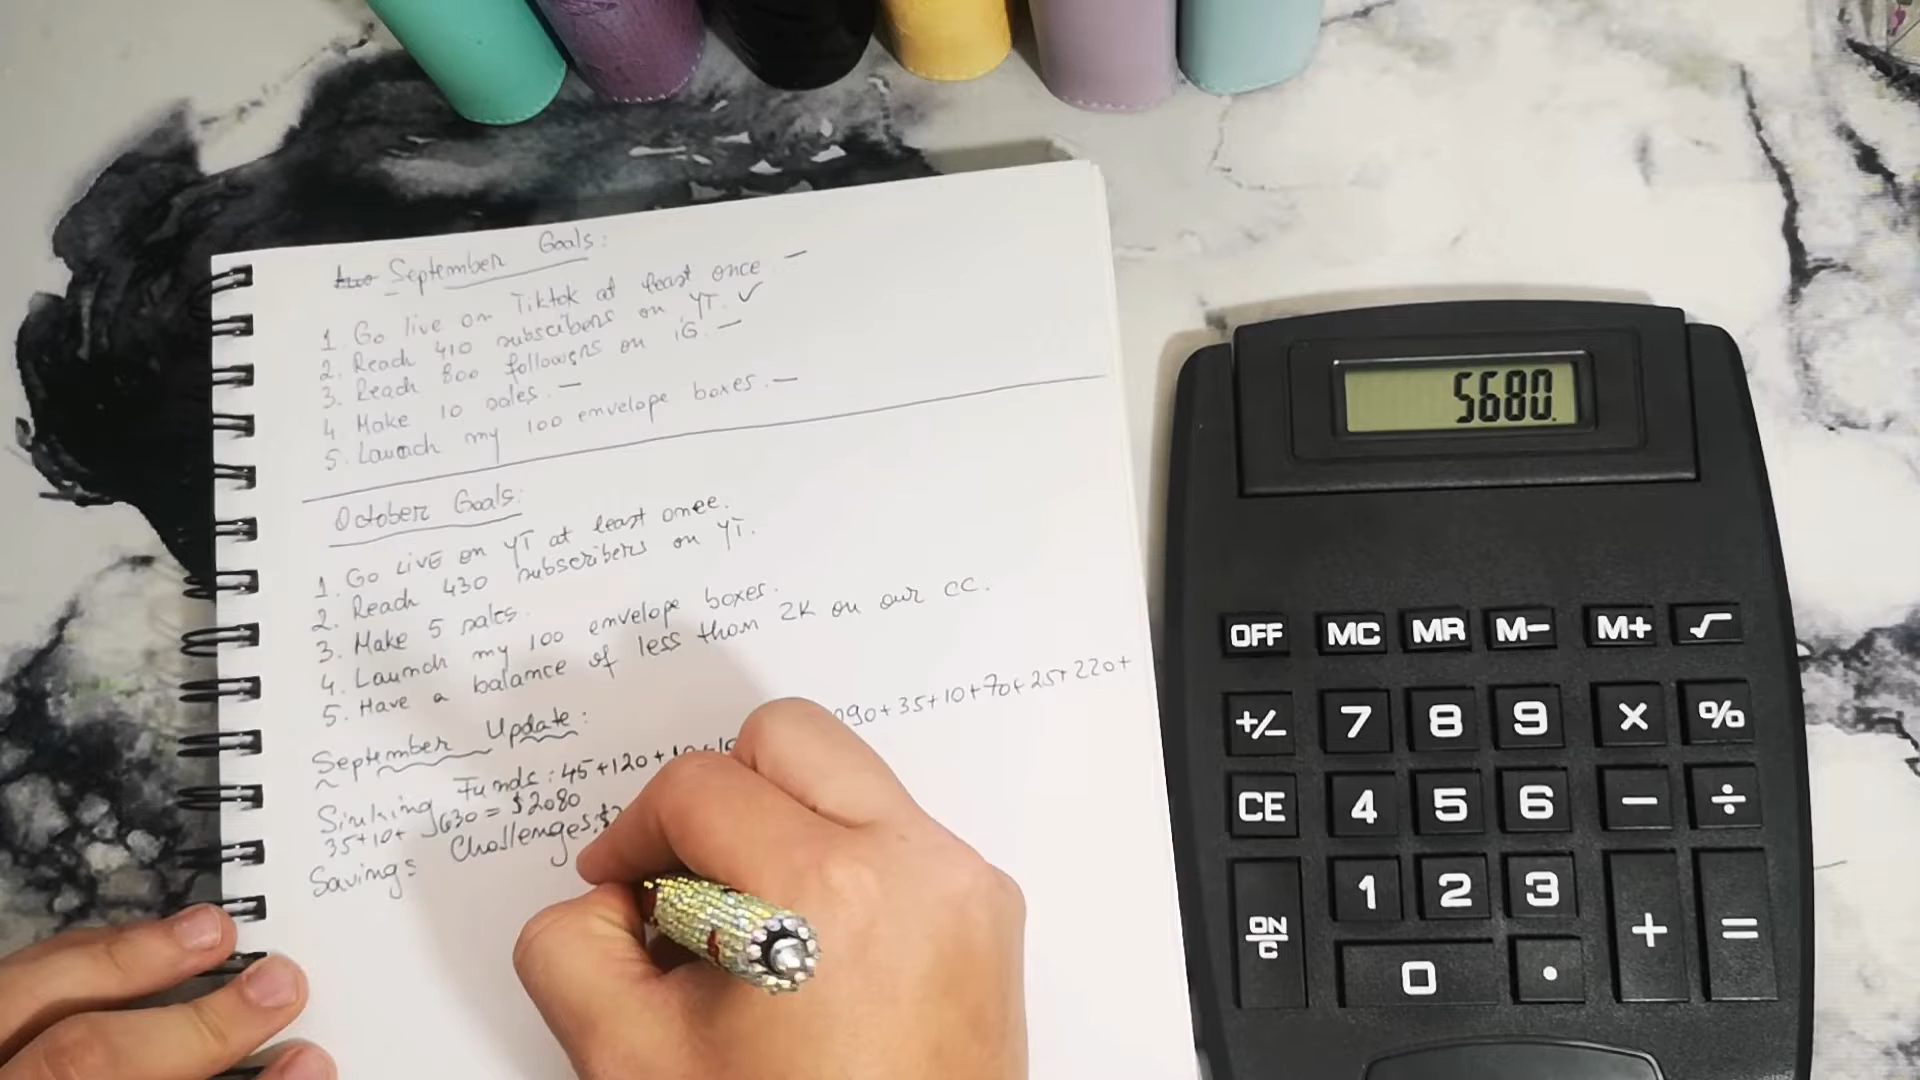 September Goals:
1. Go live on Tiktok at least once —
2. Reach 410 subscibers on YT. ✓
3. Reach 800 followers on IG. —
4 Make 10 sales. —
5. Launch my 100 envelope boxes. —
October Goals:
1. Go LIVE on YT at least once.
2. Reach 430 subscribers on YT.
3. Make 5 sales.
4. Launch my 100 envelope boxes.
5. Have a balance of less than 2K on our CC.
September Update:
Sinking Funds: 45+120+ 90+35+10+70+25+220+
35+10+ 630 = $2080
Savings Challenges: $
5680.
OFF MC MR M- M+ √
+/- 7 8 9 × %
CE 4 5 6 - ÷
ON/C 1 2 3 + =
0 .